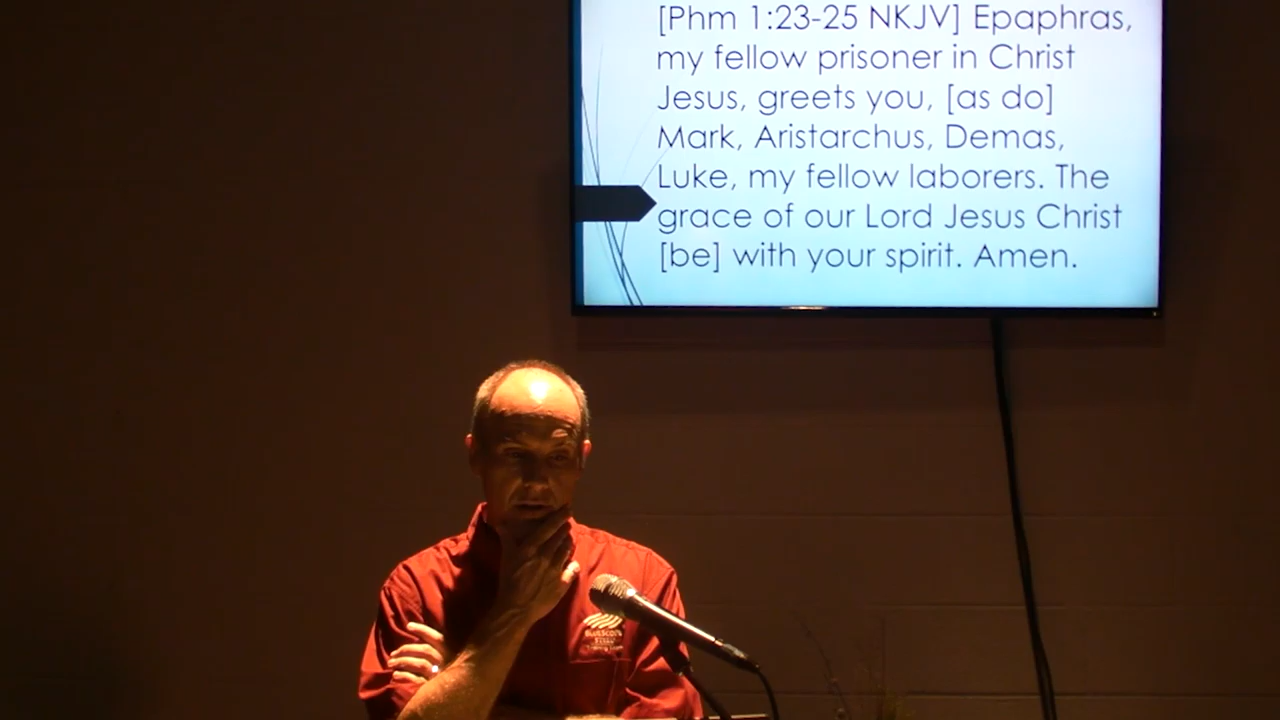 [Phm 1:23-25 NKJV] Epaphras,
my fellow prisoner in Christ
Jesus, greets you, [as do]
Mark, Aristarchus, Demas,
Luke, my fellow laborers. The
grace of our Lord Jesus Christ
[be] with your spirit. Amen.